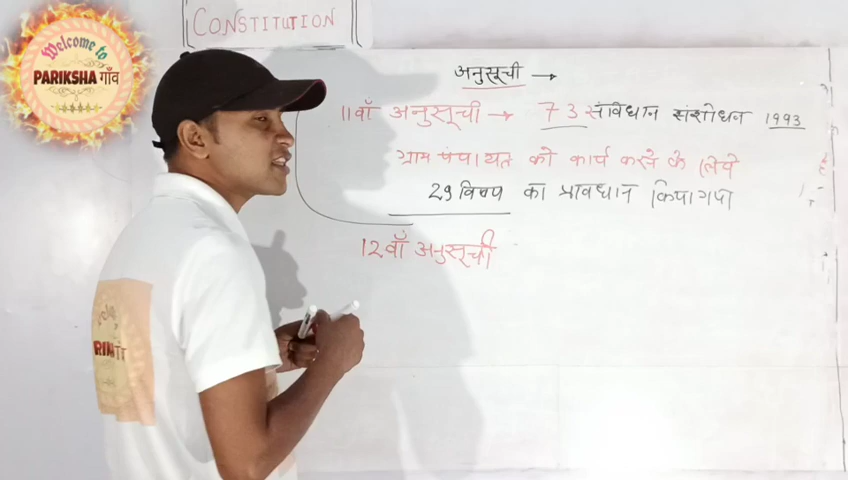 Welcome to
PARIKSHA गाँव
CONSTITUTION
अनुसूची →
11वाँ अनुसूची → 73 संविधान संशोधन 1993
ग्राम पंचायत को कार्य करने के लिये
29 विषय का प्रावधान किया गया
12वाँ अनुसूची